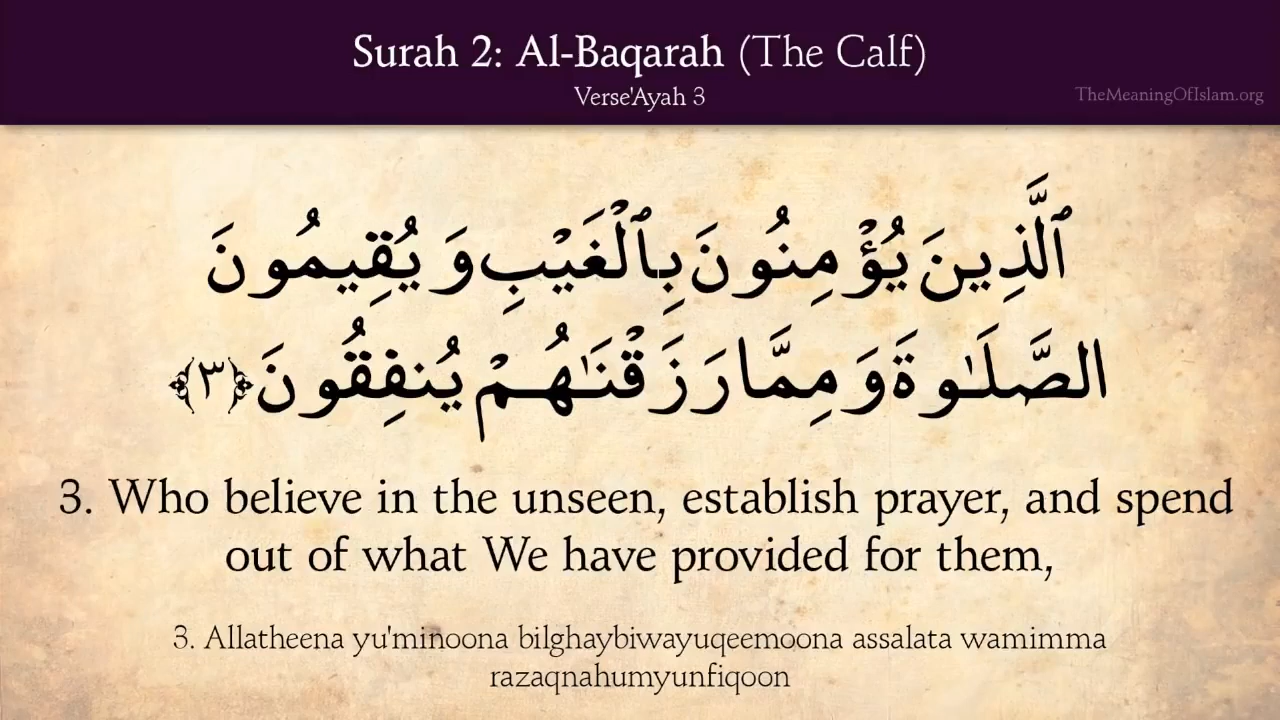 Surah 2: Al-Baqarah (The Calf)
Verse'Ayah 3
TheMeaningOfIslam.org
ٱلَّذِينَ يُؤْمِنُونَ بِٱلْغَيْبِ وَيُقِيمُونَ
الصَّلَٰوةَ وَمِمَّا رَزَقْنَٰهُمْ يُنفِقُونَ ﴿٣﴾
3. Who believe in the unseen, establish prayer, and spend
out of what We have provided for them,
3. Allatheena yu'minoona bilghaybiwayuqeemoona assalata wamimma
razaqnahumyunfiqoon